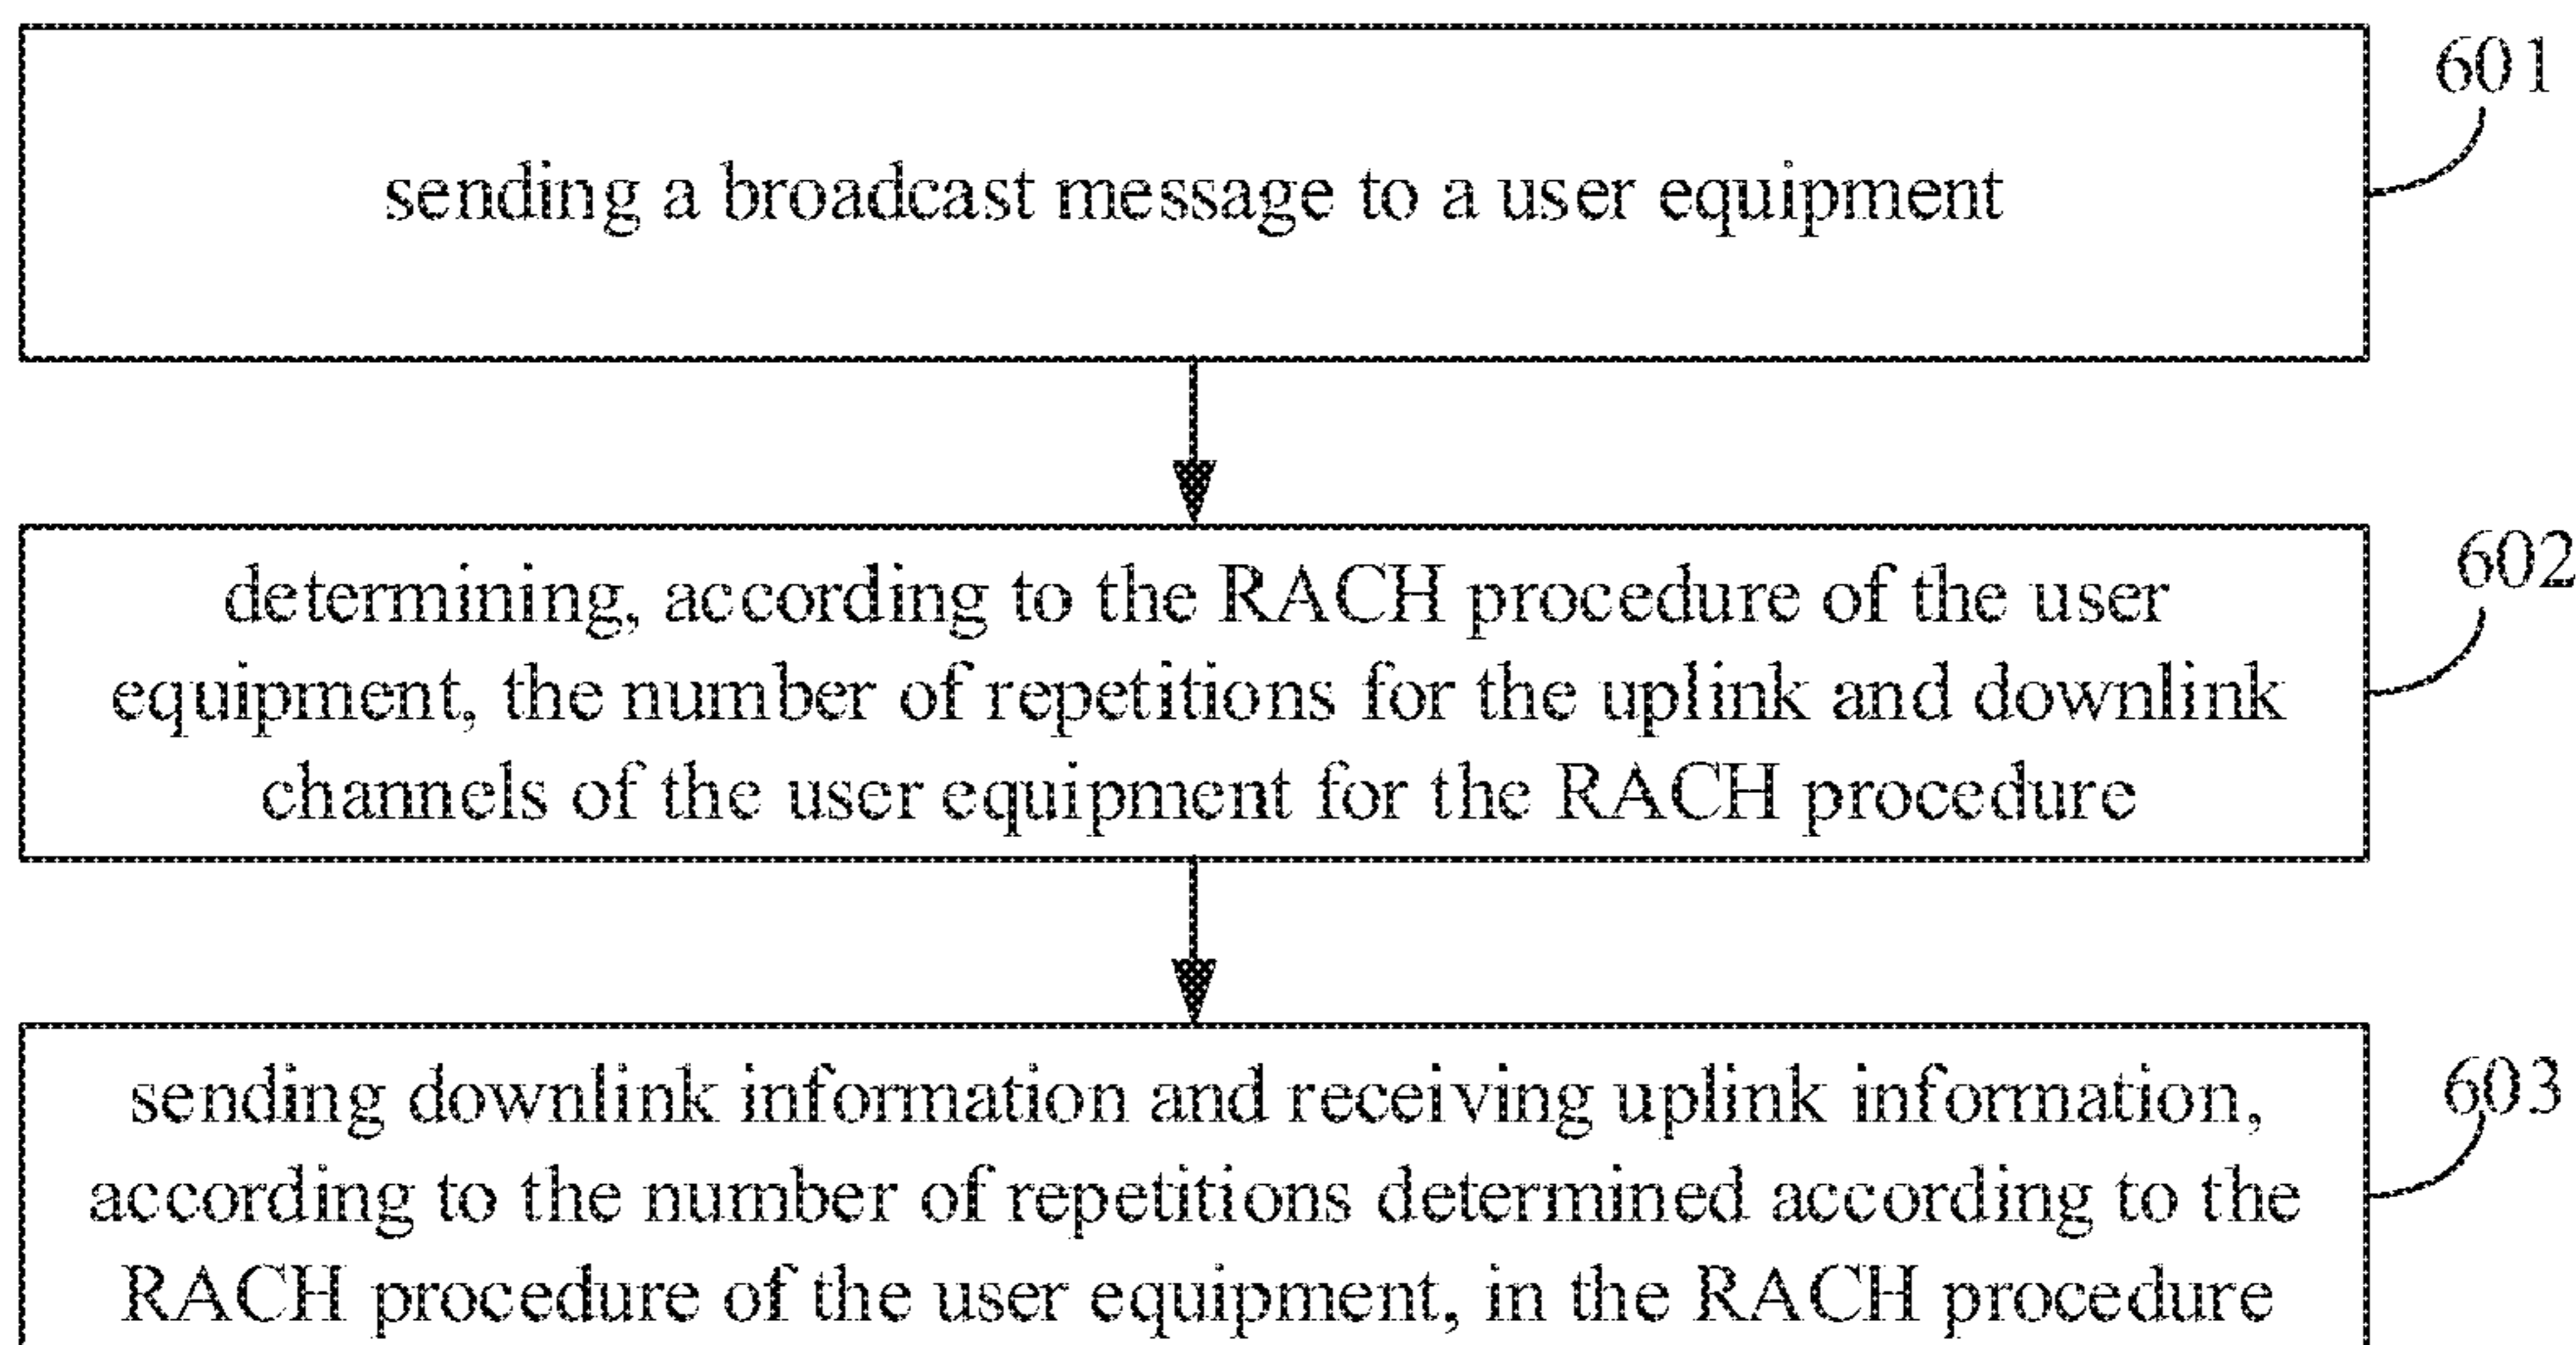 601
sending a broadcast message to a user equipment
602
determining, according to the RACH procedure of the user
equipment, the number of repetitions for the uplink and downlink
channels of the user equipment for the RACH procedure
603
sending downlink information and receiving uplink information,
according to the number of repetitions determined according to the
RACH procedure of the user equipment, in the RACH procedure